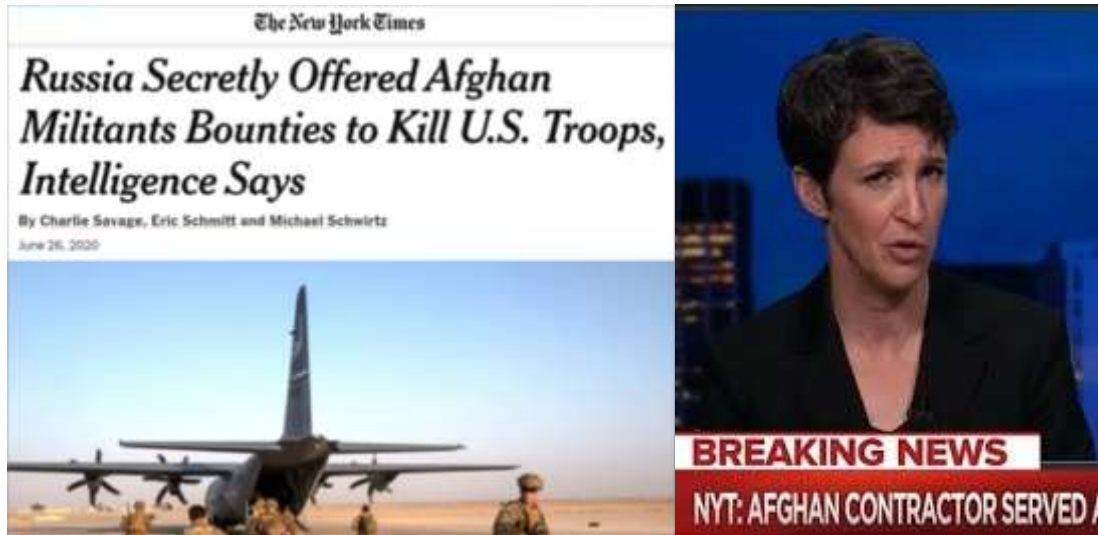 The New York Times
Russia Secretly Offered Afghan
Militants Bounties to Kill U.S. Troops,
Intelligence Says
By Charlie Savage, Eric Schmitt and Michael Schwirtz
June 26, 2020
BREAKING NEWS
NYT: AFGHAN CONTRACTOR SERVED A